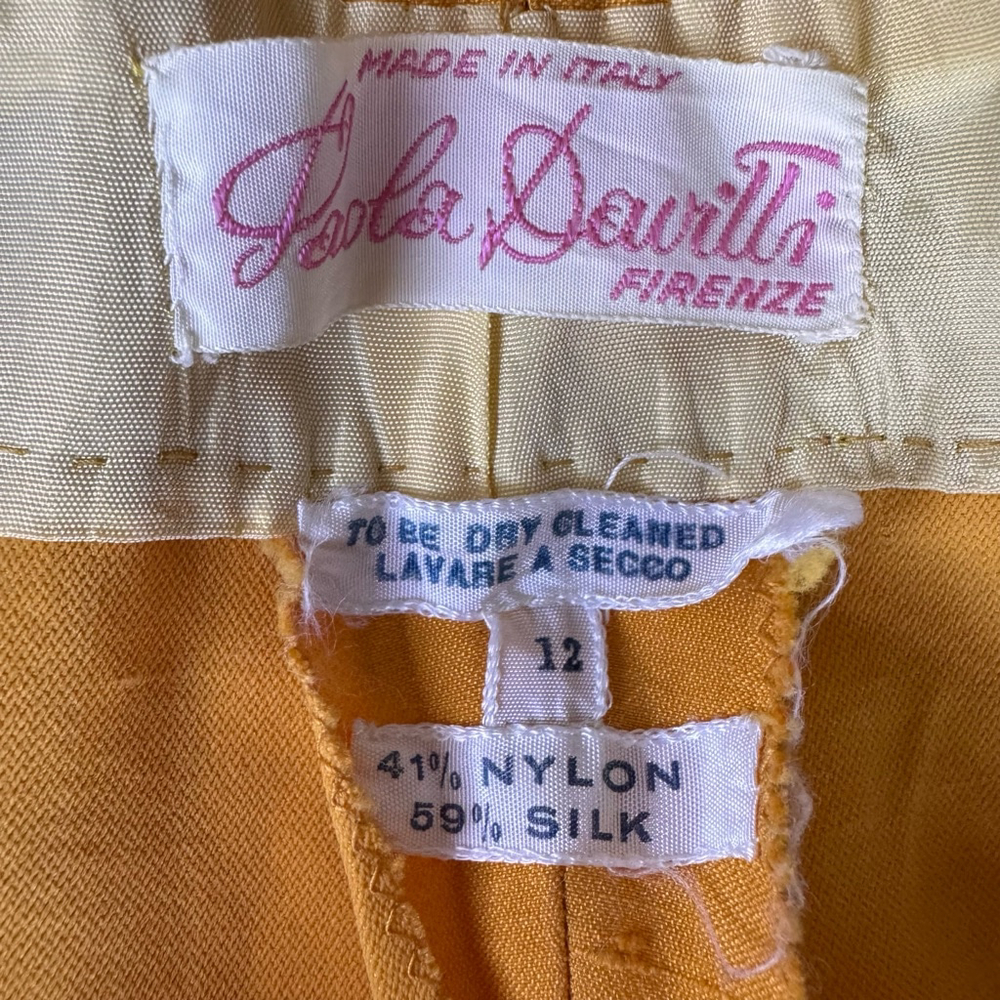 MADE IN ITALY
Paola Davitti
FIRENZE
TO BE DRY CLEANED
LAVARE A SECCO
12
41% NYLON
59% SILK